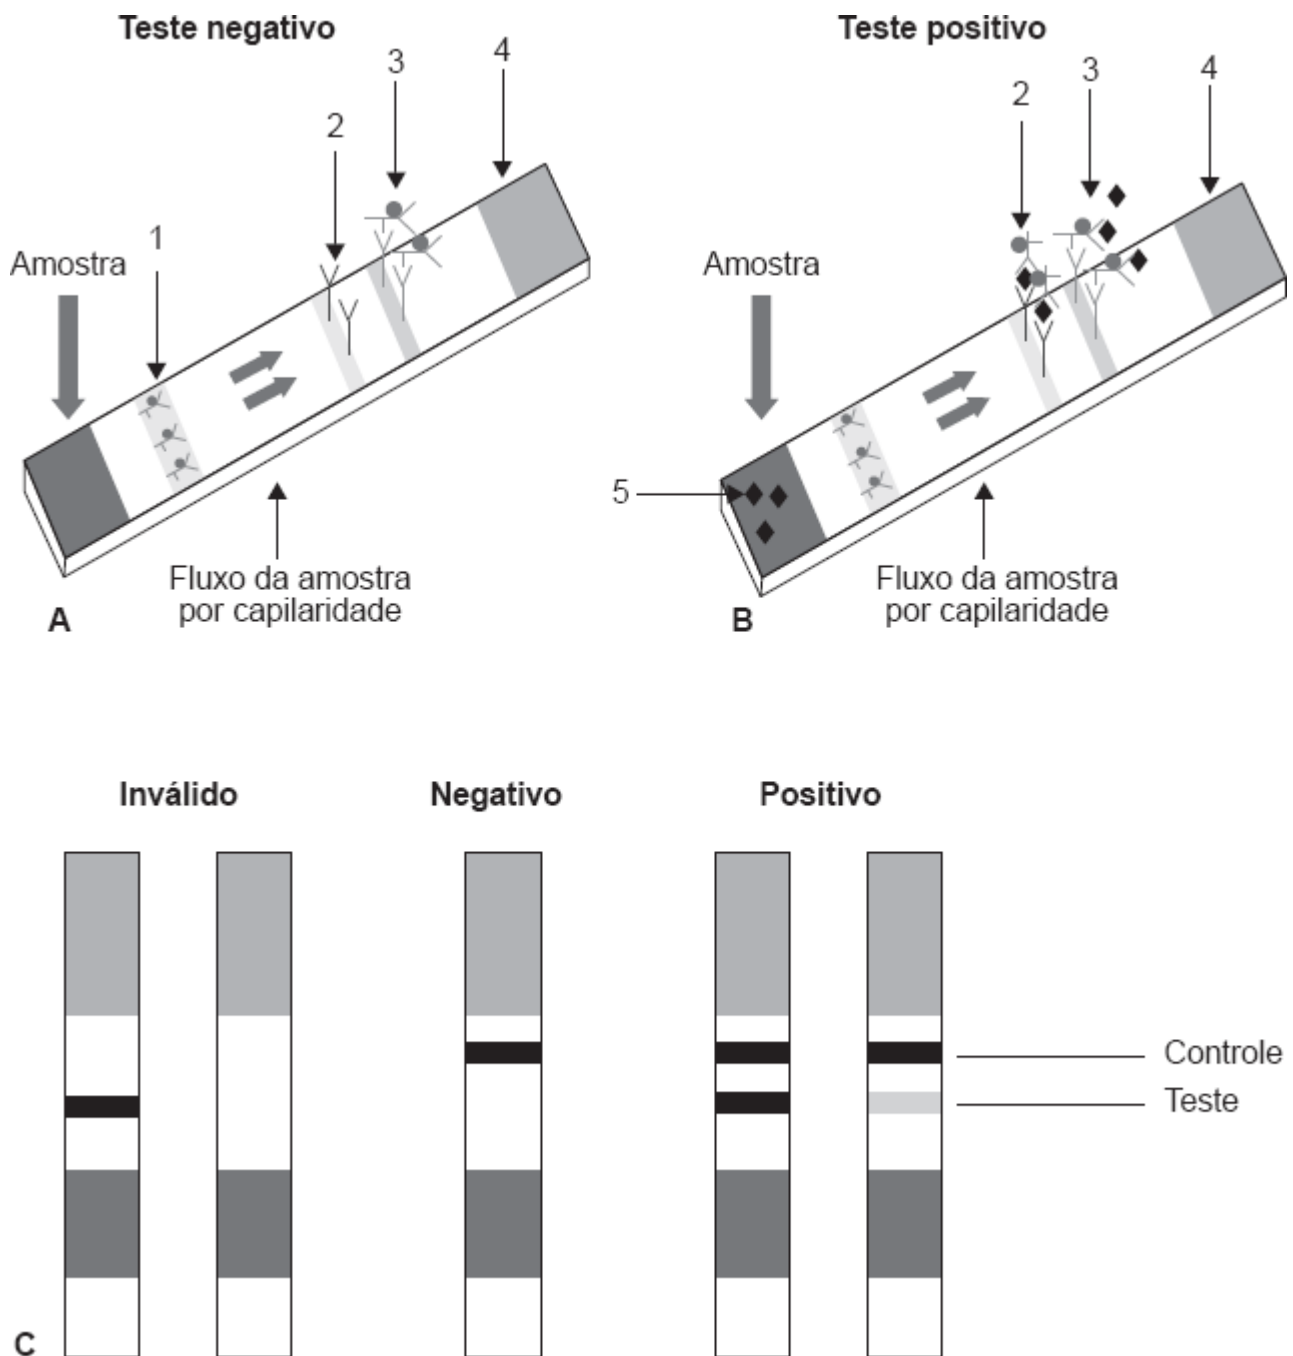 Teste negativo
1
2
3
4
Amostra
Fluxo da amostra
por capilaridade
A
Teste positivo
2
3
4
Amostra
5
Fluxo da amostra
por capilaridade
B
Inválido
Negativo
Positivo
Controle
Teste
C